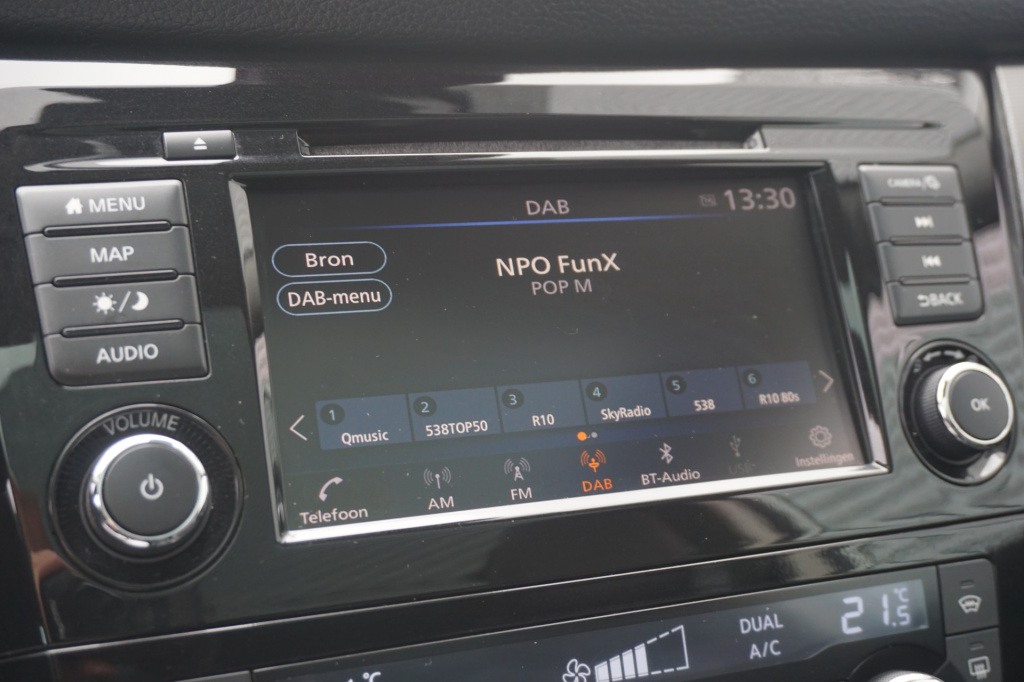 MENU
MAP
AUDIO
VOLUME
DAB
13:30
Bron
DAB-menu
NPO FunX
POP M
1 Qmusic
2 538TOP50
3 R10
4 SkyRadio
5 538
6 R10 80s
Telefoon
AM
FM
DAB
BT-Audio
USB
Instellingen
CAMERA/
BACK
OK
DUAL
A/C
21.5 °C
°C